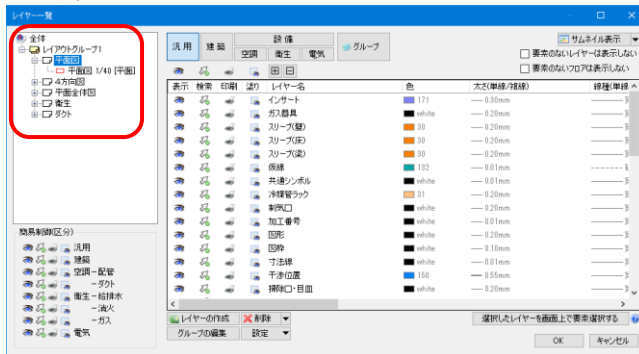 レイヤー一覧
全体
レイアウトグループ1
平面図
平面図 1/40 [平面]
4方向図
平面全体図
衛生
ダクト
汎用 建築 設備 グループ
空調 衛生 電気
サムネイル表示
要素のないレイヤーは表示しない
要素のないフロアは表示しない
表示 検索 印刷 塗り レイヤー名 色 太さ(単線/複線) 線種(単線
インサート 171 0.00mm
ガス器具 white 0.20mm
スリーブ(壁) 30 0.20mm
スリーブ(床) 30 0.20mm
スリーブ(梁) 30 0.20mm
仮線 132 0.01mm
共通シンボル white 0.01mm
冷媒管ラック 31 0.20mm
制気口 white 0.20mm
加工番号 white 0.01mm
図形 white 0.20mm
図枠 white 0.10mm
寸法線 white 0.01mm
干渉位置 150 0.55mm
掃除口・目皿 white 0.20mm
簡易制御(区分)
汎用
建築
空調-配管
-ダクト
衛生-給排水
-消火
-ガス
電気
レイヤーの作成 削除 選択したレイヤーを画面上で要素選択する
グループの編集 設定
OK キャンセル